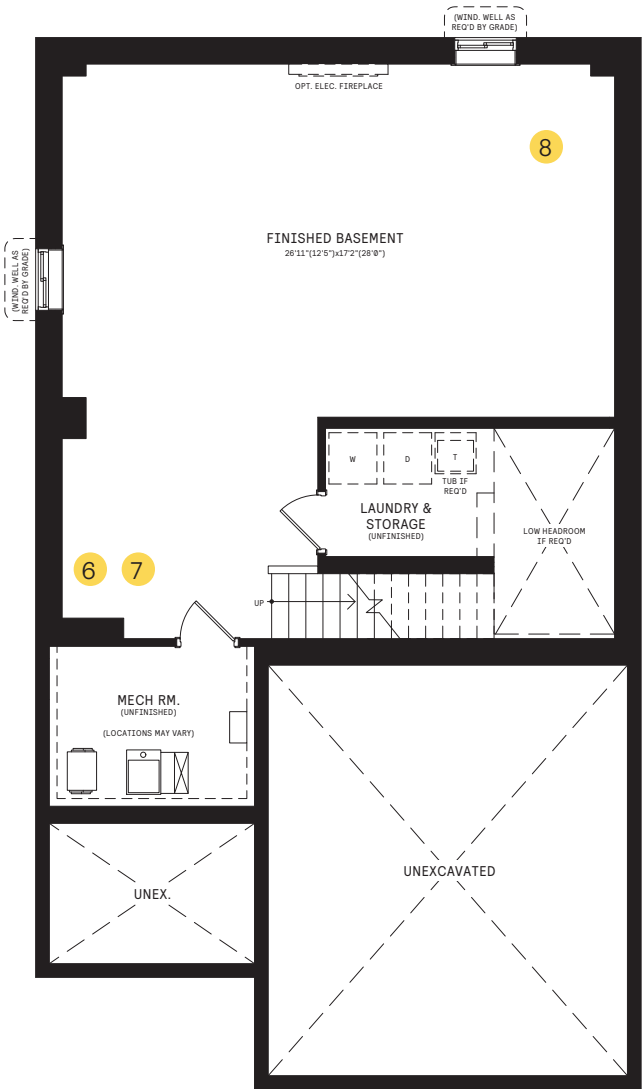 (WIND. WELL AS
REQ'D BY GRADE)
OPT. ELEC. FIREPLACE
8
FINISHED BASEMENT
26'11"(12'5")x17'2"(28'0")
(WIND. WELL AS
REQ'D BY GRADE)
W
D
T
TUB IF
REQ'D
LAUNDRY &
STORAGE
(UNFINISHED)
LOW HEADROOM
IF REQ'D
6
7
UP
MECH RM.
(UNFINISHED)
(LOCATIONS MAY VARY)
UNEXCAVATED
UNEX.